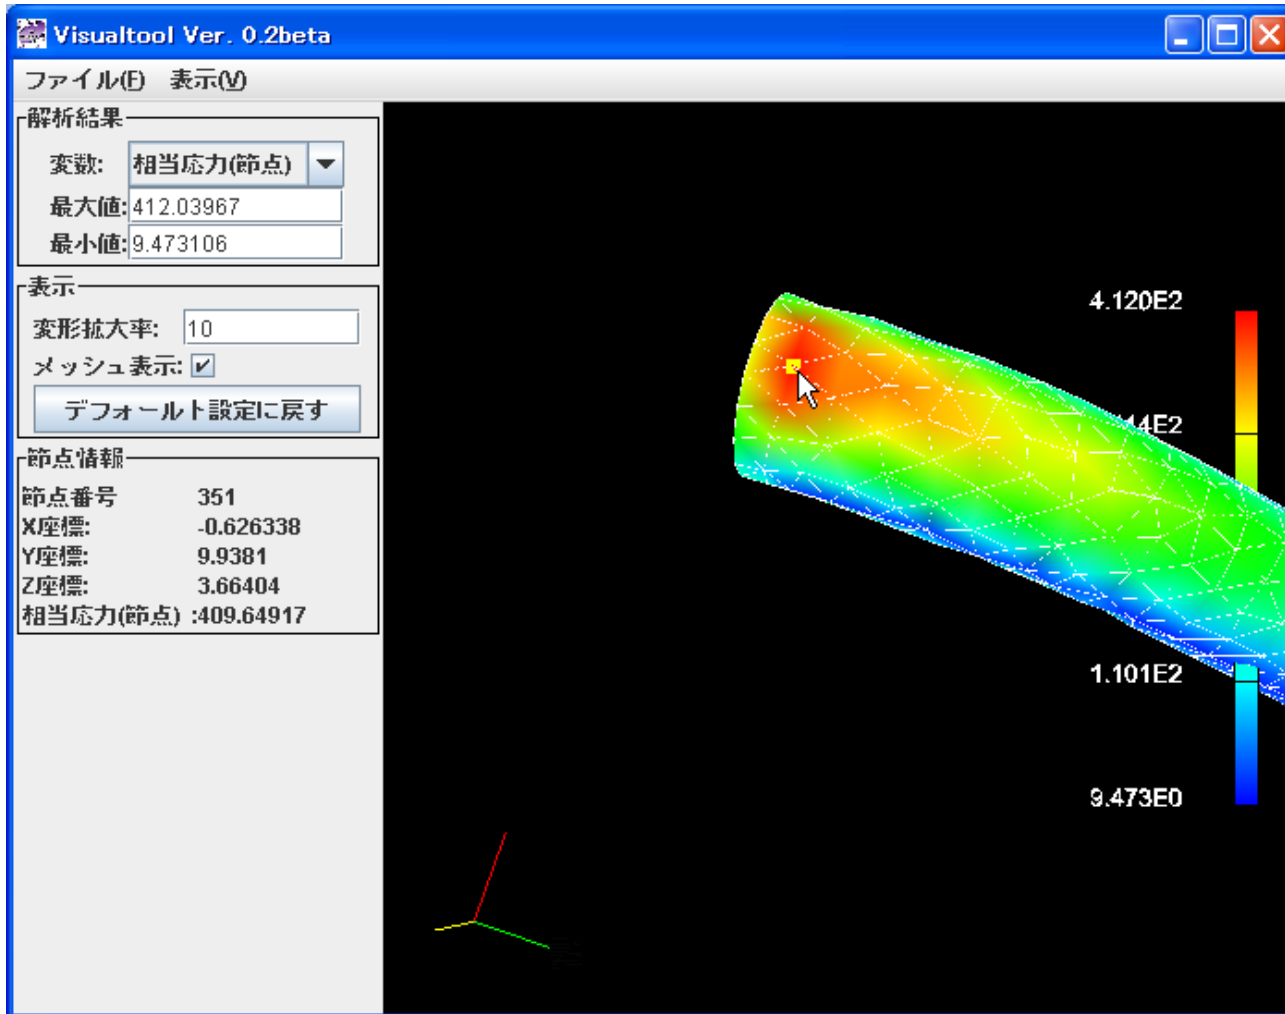 Visualtool Ver. 0.2beta
ファイル(F) 表示(V)
解析結果
変数: 相当応力(節点)
最大値: 412.03967
最小値: 9.473106
表示
変形拡大率: 10
メッシュ表示:
デフォールト設定に戻す
節点情報
節点番号 351
X座標: -0.626338
Y座標: 9.9381
Z座標: 3.66404
相当応力(節点) :409.64917
4.120E2
14E2
1.101E2
9.473E0